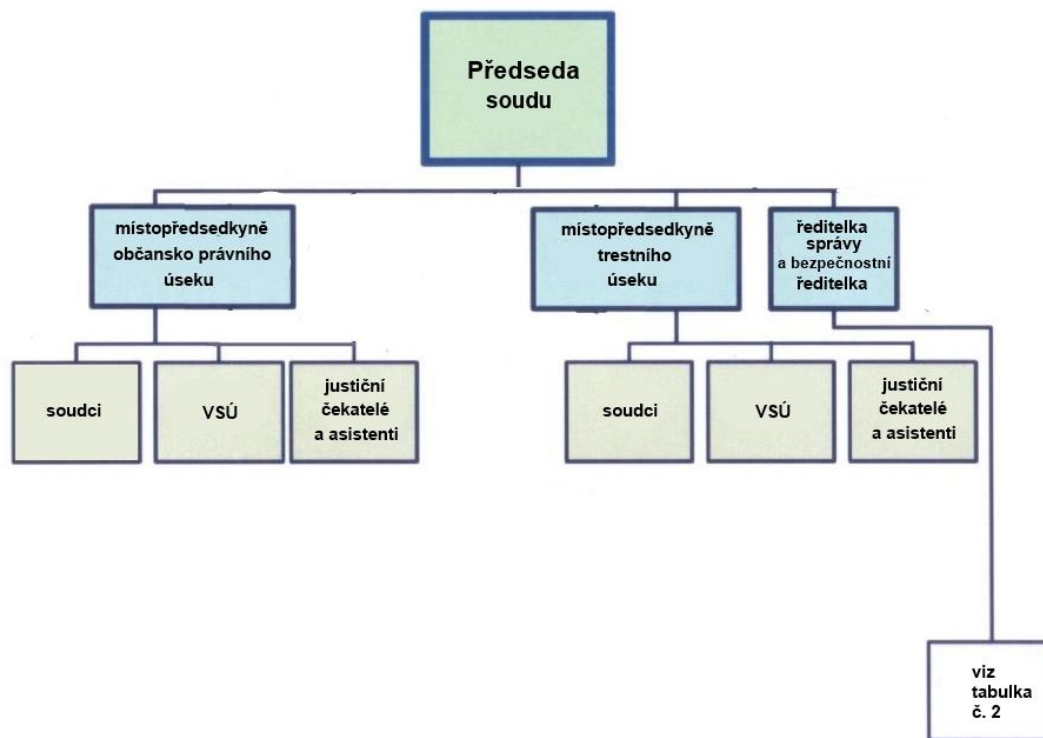 Předseda
soudu
místopředsedkyně
občansko právního
úseku
místopředsedkyně
trestního
úseku
ředitelka
správy
a bezpečnostní
ředitelka
soudci
VSÚ
justiční
čekatelé
a asistenti
soudci
VSÚ
justiční
čekatelé
a asistenti
viz
tabulka
č. 2